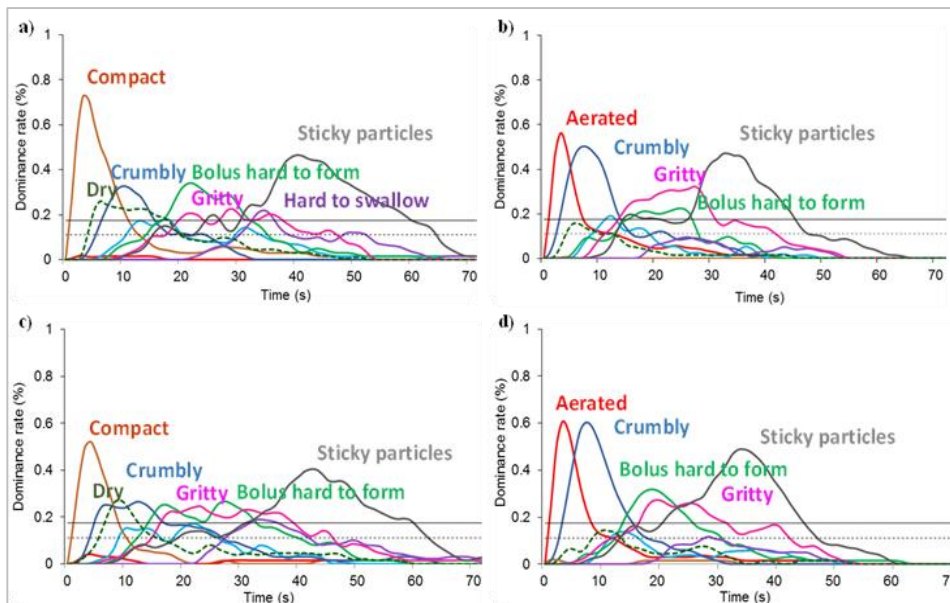 a)
1
0.8
0.6
0.4
0.2
0
Dominance rate (%)
Compact
Sticky particles
Crumbly
Bolus hard to form
Dry
Gritty
Hard to swallow
0 10 20 30 40 50 60 70
Time (s)
b)
1
0.8
0.6
0.4
0.2
0
Dominance rate (%)
Aerated
Sticky particles
Crumbly
Gritty
Bolus hard to form
0 10 20 30 40 50 60 70
Time (s)
c)
1
0.8
0.6
0.4
0.2
0
Dominance rate (%)
Compact
Sticky particles
Crumbly
Dry
Gritty
Bolus hard to form
0 10 20 30 40 50 60 70
Time (s)
d)
1
0.8
0.6
0.4
0.2
0
Dominance rate (%)
Aerated
Crumbly
Sticky particles
Bolus hard to form
Gritty
0 10 20 30 40 50 60
Time (s)